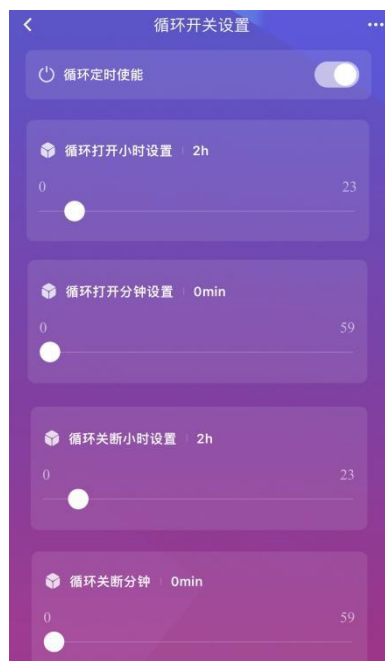 循环开关设置
循环定时使能
循环打开小时设置 2h
0 23
循环打开分钟设置 0min
0 59
循环关断小时设置 2h
0 23
循环关断分钟 0min
0 59